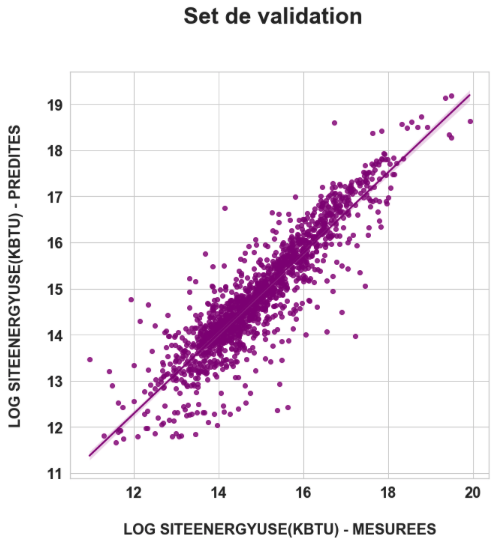 Set de validation
19
18
17
16
15
14
13
12
11
LOG SITEENERGYUSE(KBTU) - PREDITES
12 14 16 18 20
LOG SITEENERGYUSE(KBTU) - MESUREES